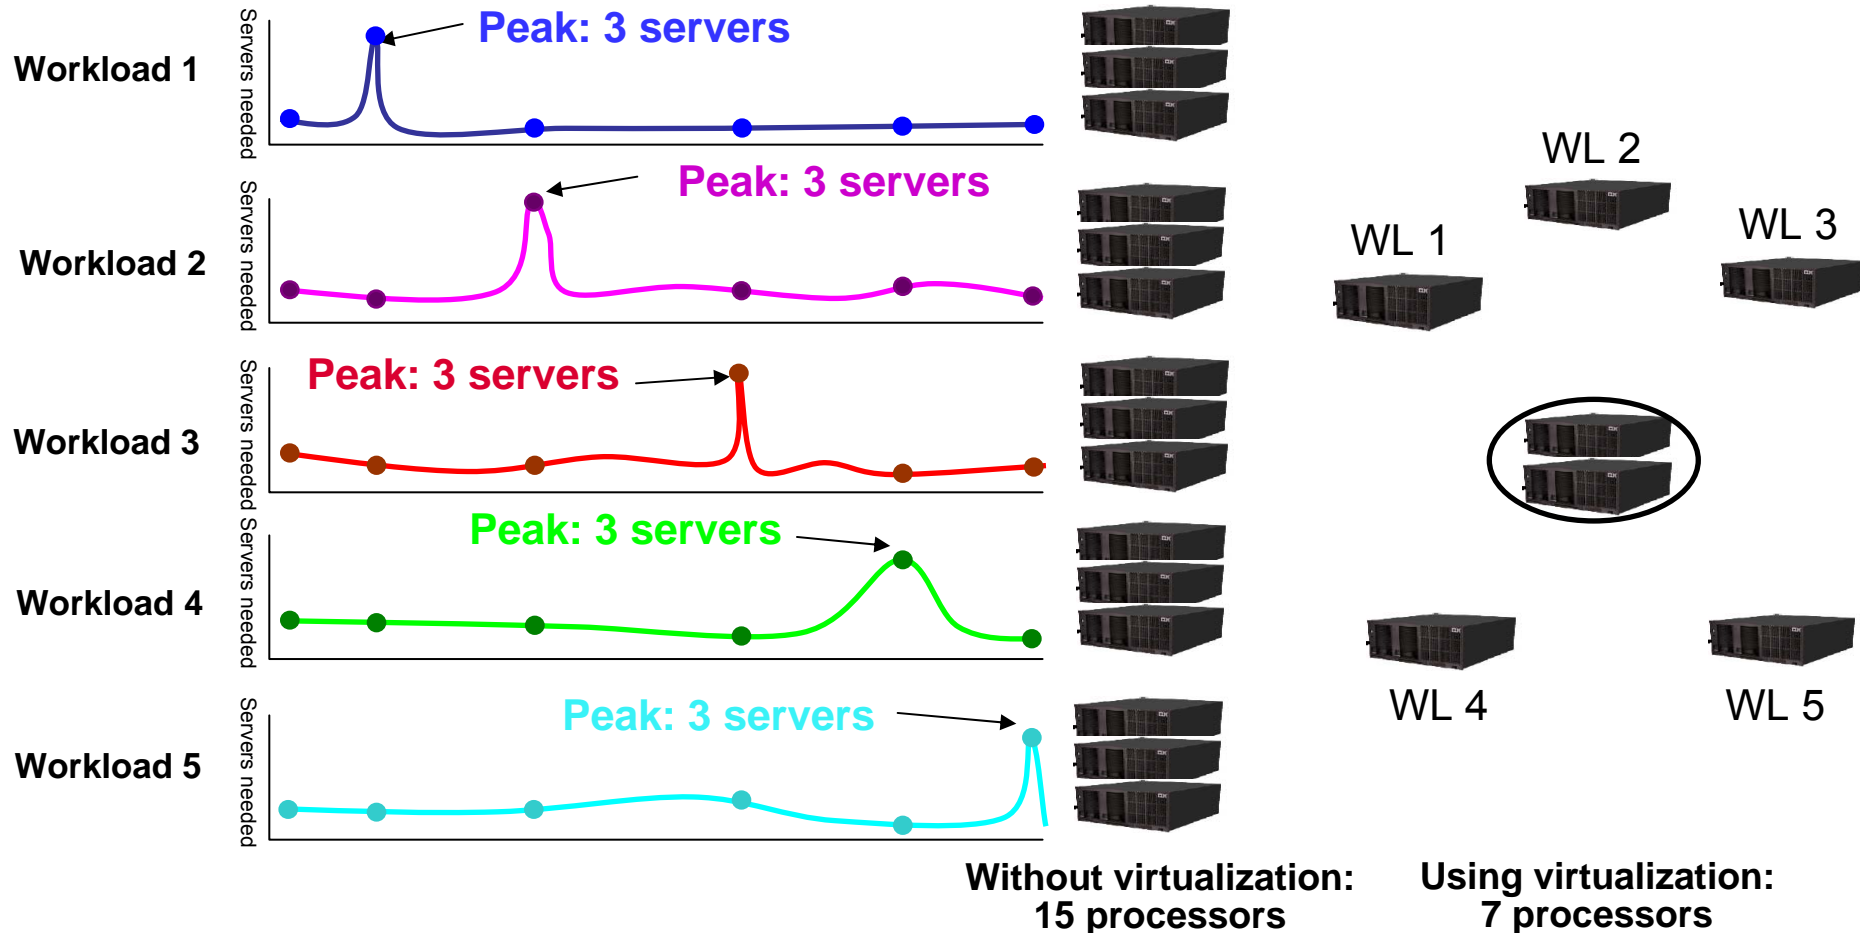 Workload 1
Servers needed
Peak: 3 servers
Workload 2
Servers needed
Peak: 3 servers
Workload 3
Servers needed
Peak: 3 servers
Workload 4
Servers needed
Peak: 3 servers
Workload 5
Servers needed
Peak: 3 servers
WL 1
WL 2
WL 3
WL 4
WL 5
Without virtualization:
15 processors
Using virtualization:
7 processors